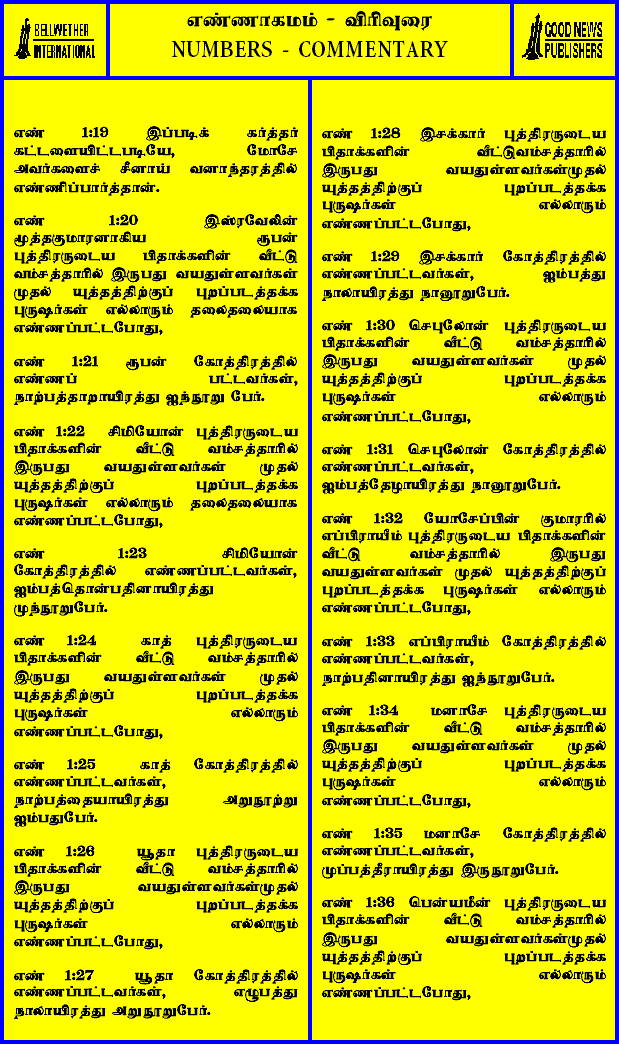 BELLWETHER
INTERNATIONAL
எண்ணாகமம் - விரிவுரை
NUMBERS - COMMENTARY
GOOD NEWS
PUBLISHERS
எண் 1:19 இப்படிக் கர்த்தர்
கட்டளையிட்டபடியே, மோசே
அவர்களைச் சீனாய் வனாந்தரத்தில்
எண்ணிப்பார்த்தான்.
எண் 1:20 இஸ்ரவேலின்
மூத்தகுமாரனாகிய ரூபன்
புத்திரருடைய பிதாக்களின் வீட்டு
வம்சத்தாரில் இருபது வயதுள்ளவர்கள்
முதல் யுத்தத்திற்குப் புறப்படத்தக்க
புருஷர்கள் எல்லாரும் தலைதலையாக
எண்ணப்பட்டபோது,
எண் 1:21 ரூபன் கோத்திரத்தில்
எண்ணப் பட்டவர்கள்,
நாற்பத்தாறாயிரத்து ஐந்நூறு பேர்.
எண் 1:22 சிமியோன் புத்திரருடைய
பிதாக்களின் வீட்டு வம்சத்தாரில்
இருபது வயதுள்ளவர்கள் முதல்
யுத்தத்திற்குப் புறப்படத்தக்க
புருஷர்கள் எல்லாரும் தலைதலையாக
எண்ணப்பட்டபோது,
எண் 1:23 சிமியோன்
கோத்திரத்தில் எண்ணப்பட்டவர்கள்,
ஐம்பத்தொன்பதினாயிரத்து
முந்நூறுபேர்.
எண் 1:24 காத் புத்திரருடைய
பிதாக்களின் வீட்டு வம்சத்தாரில்
இருபது வயதுள்ளவர்கள் முதல்
யுத்தத்திற்குப் புறப்படத்தக்க
புருஷர்கள் எல்லாரும்
எண்ணப்பட்டபோது,
எண் 1:25 காத் கோத்திரத்தில்
எண்ணப்பட்டவர்கள்,
நாற்பத்தையாயிரத்து அறுநூற்று
ஐம்பதுபேர்.
எண் 1:26 யூதா புத்திரருடைய
பிதாக்களின் வீட்டு வம்சத்தாரில்
இருபது வயதுள்ளவர்கள்முதல்
யுத்தத்திற்குப் புறப்படத்தக்க
புருஷர்கள் எல்லாரும்
எண்ணப்பட்டபோது,
எண் 1:27 யூதா கோத்திரத்தில்
எண்ணப்பட்டவர்கள், எழுபத்து
நாலாயிரத்து அறுநூறுபேர்.
எண் 1:28 இசக்கார் புத்திரருடைய
பிதாக்களின் வீட்டுவம்சத்தாரில்
இருபது வயதுள்ளவர்கள்முதல்
யுத்தத்திற்குப் புறப்படத்தக்க
புருஷர்கள் எல்லாரும்
எண்ணப்பட்டபோது,
எண் 1:29 இசக்கார் கோத்திரத்தில்
எண்ணப்பட்டவர்கள், ஐம்பத்து
நாலாயிரத்து நானூறுபேர்.
எண் 1:30 செபுலோன் புத்திரருடைய
பிதாக்களின் வீட்டு வம்சத்தாரில்
இருபது வயதுள்ளவர்கள் முதல்
யுத்தத்திற்குப் புறப்படத்தக்க
புருஷர்கள் எல்லாரும்
எண்ணப்பட்டபோது,
எண் 1:31 செபுலோன் கோத்திரத்தில்
எண்ணப்பட்டவர்கள்,
ஐம்பத்தேழாயிரத்து நானூறுபேர்.
எண் 1:32 யோசேப்பின் குமாரரில்
எப்பிராயீம் புத்திரருடைய பிதாக்களின்
வீட்டு வம்சத்தாரில் இருபது
வயதுள்ளவர்கள் முதல் யுத்தத்திற்குப்
புறப்படத்தக்க புருஷர்கள் எல்லாரும்
எண்ணப்பட்டபோது,
எண் 1:33 எப்பிராயீம் கோத்திரத்தில்
எண்ணப்பட்டவர்கள்,
நாற்பதினாயிரத்து ஐந்நூறுபேர்.
எண் 1:34 மனாசே புத்திரருடைய
பிதாக்களின் வீட்டு வம்சத்தாரில்
இருபது வயதுள்ளவர்கள் முதல்
யுத்தத்திற்குப் புறப்படத்தக்க
புருஷர்கள் எல்லாரும்
எண்ணப்பட்டபோது,
எண் 1:35 மனாசே கோத்திரத்தில்
எண்ணப்பட்டவர்கள்,
முப்பத்தீராயிரத்து இருநூறுபேர்.
எண் 1:36 பென்யமீன் புத்திரருடைய
பிதாக்களின் வீட்டு வம்சத்தாரில்
இருபது வயதுள்ளவர்கள்முதல்
யுத்தத்திற்குப் புறப்படத்தக்க
புருஷர்கள் எல்லாரும்
எண்ணப்பட்டபோது,